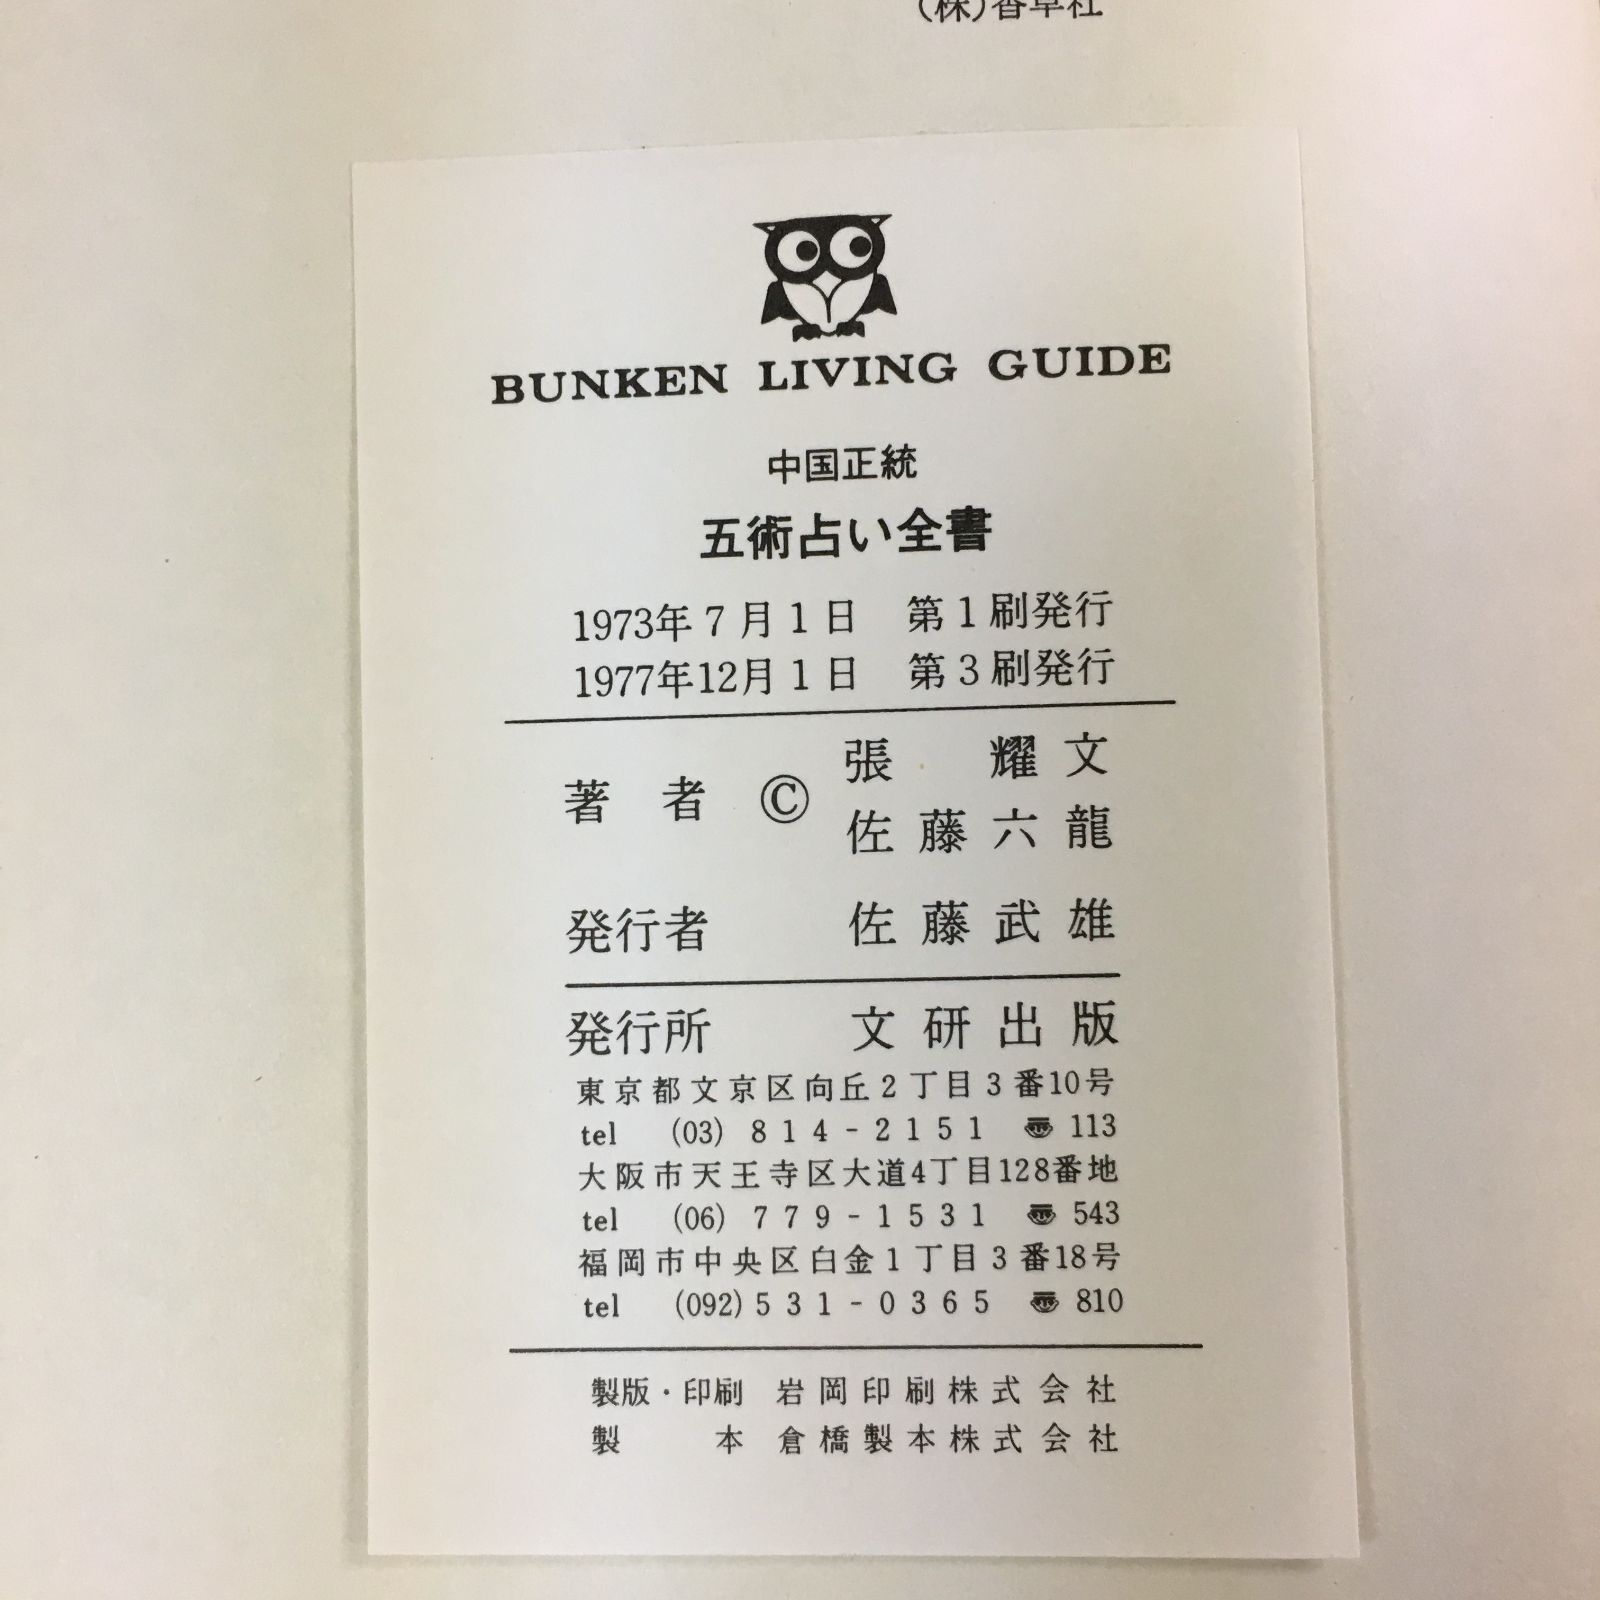 (株)香草社
BUNKEN LIVING GUIDE
中国正統
五術占い全書
1973年7月1日 第1刷発行
1977年12月1日 第3刷発行
著者 © 張耀文
佐藤六龍
発行者 佐藤武雄
発行所 文研出版
東京都文京区向丘2丁目3番10号
tel (03) 814-2151 〠 113
大阪市天王寺区大道4丁目128番地
tel (06) 779-1531 〠 543
福岡市中央区白金1丁目3番18号
tel (092) 531-0365 〠 810
製版・印刷 岩岡印刷株式会社
製本 倉橋製本株式会社